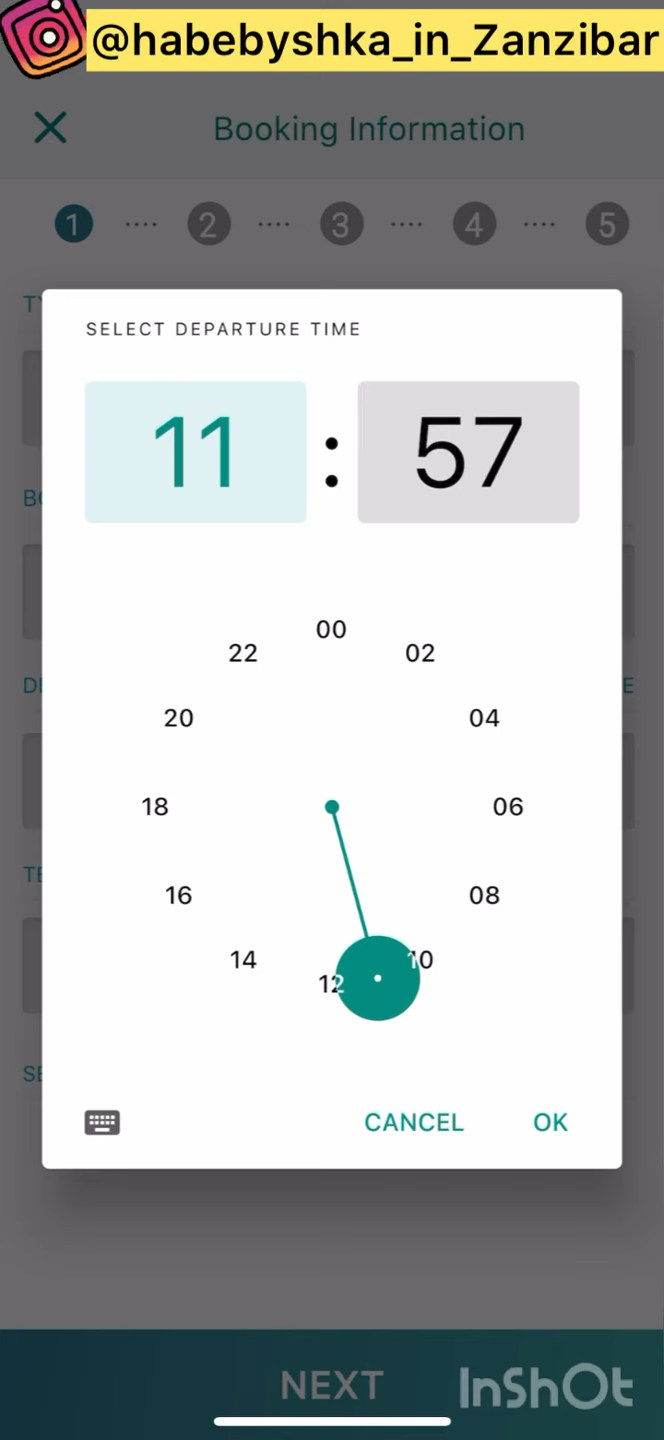 @habebyshka_in_Zanzibar
Booking Information
1 2 3 4 5
SELECT DEPARTURE TIME
11 : 57
00
22 02
20 04
18 06
16 08
14 10
12
CANCEL OK
NEXT InShOt